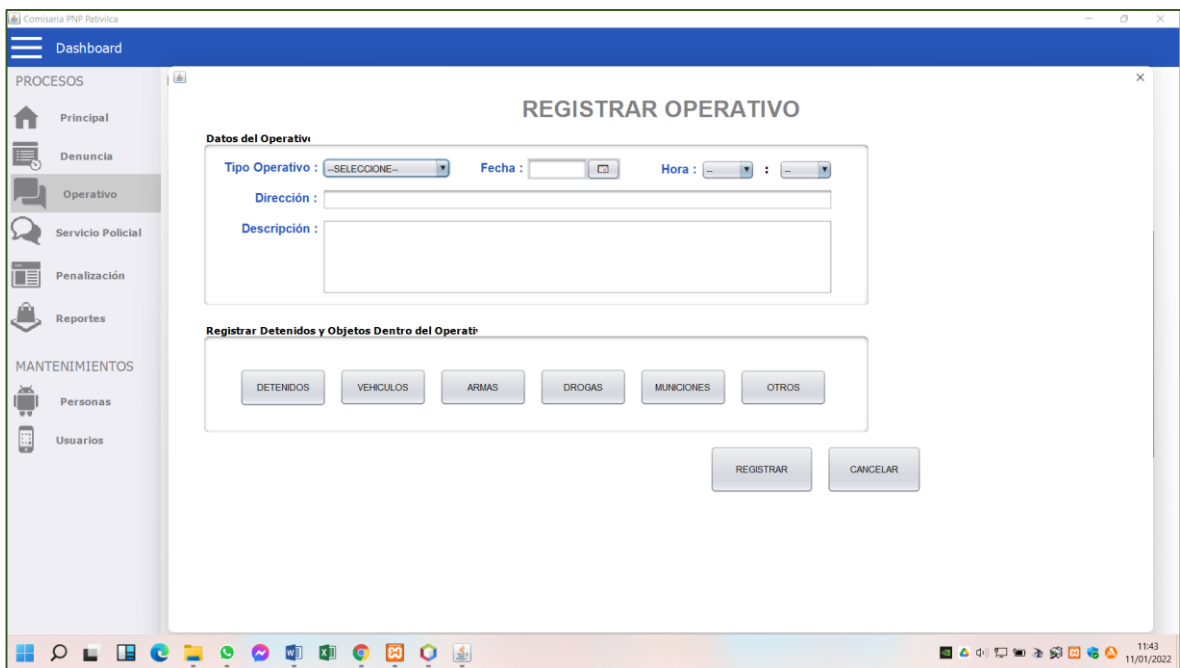 Comisaria PNP Pativilca
Dashboard
PROCESOS
Principal
Denuncia
Operativo
Servicio Policial
Penalización
Reportes
MANTENIMIENTOS
Personas
Usuarios
REGISTRAR OPERATIVO
Datos del Operativo
Tipo Operativo : --SELECCIONE-- Fecha : Hora : -- : --
Dirección :
Descripción :
Registrar Detenidos y Objetos Dentro del Operati
DETENIDOS VEHICULOS ARMAS DROGAS MUNICIONES OTROS
REGISTRAR CANCELAR
11:43
11/01/2022